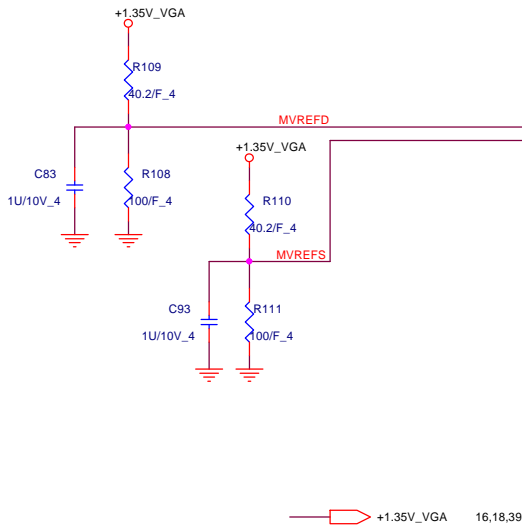 +1.35V_VGA
R109
40.2/F_4
MVREFD
C83
R108
1U/10V_4
100/F_4
+1.35V_VGA
R110
40.2/F_4
MVREFS
C93
R111
1U/10V_4
100/F_4
+1.35V_VGA 16,18,39